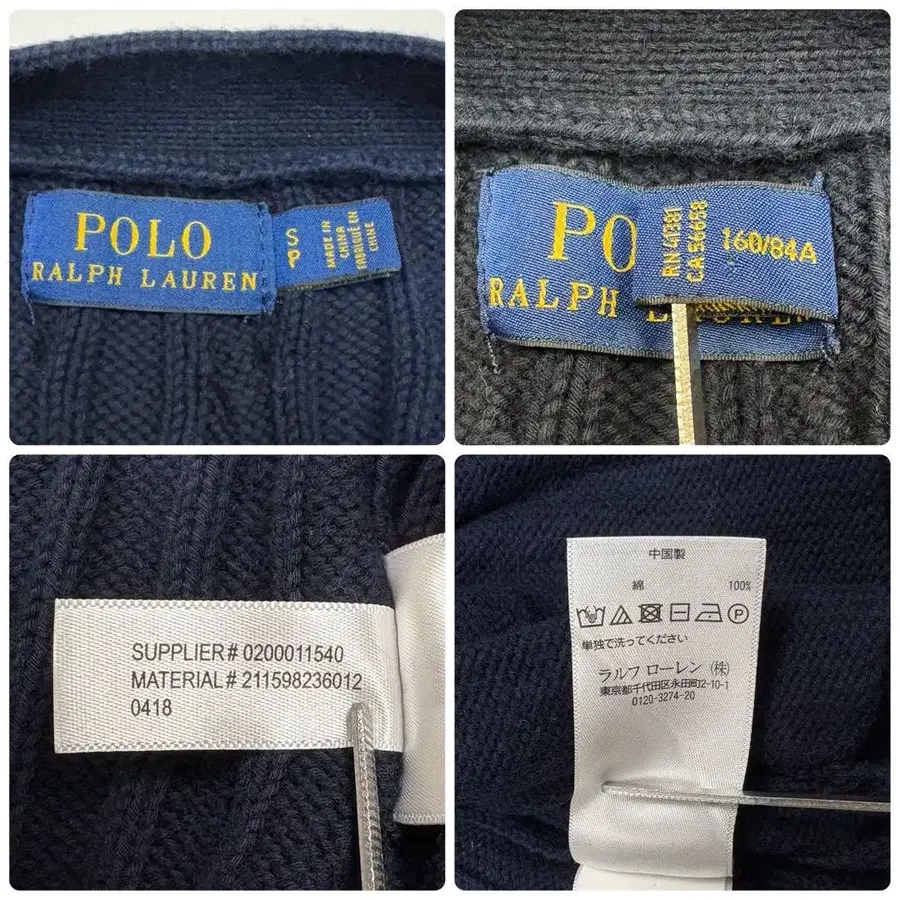 POLO
RALPH LAUREN
S
P
MADE IN
CHINA
FABRIQUÉ EN
CHINE
PO
RALPH
RN 41381
CA 56658
160/84A
SUPPLIER# 0200011540
MATERIAL# 211598236012
0418
中国製
綿 100%
P
単独で洗ってください
ラルフ ローレン (株)
東京都千代田区永田町2-10-1
0120-3274-20